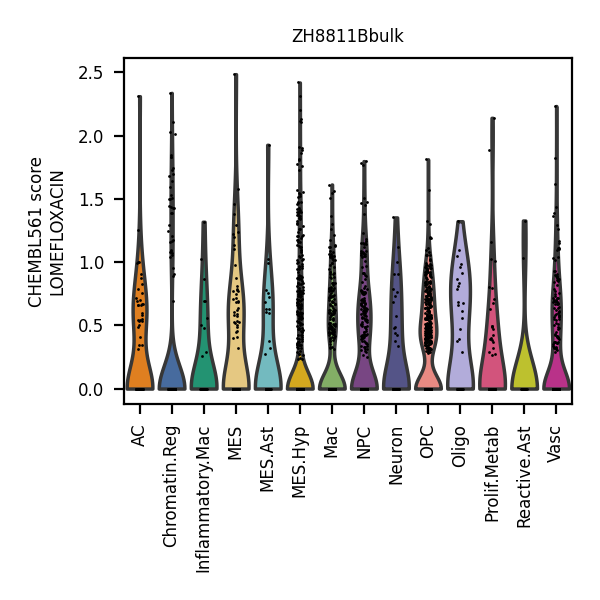 ZH8811Bbulk
CHEMBL561 score
LOMEFLOXACIN
2.5
2.0
1.5
1.0
0.5
0.0
AC
Chromatin.Reg
Inflammatory.Mac
MES
MES.Ast
MES.Hyp
Mac
NPC
Neuron
OPC
Oligo
Prolif.Metab
Reactive.Ast
Vasc